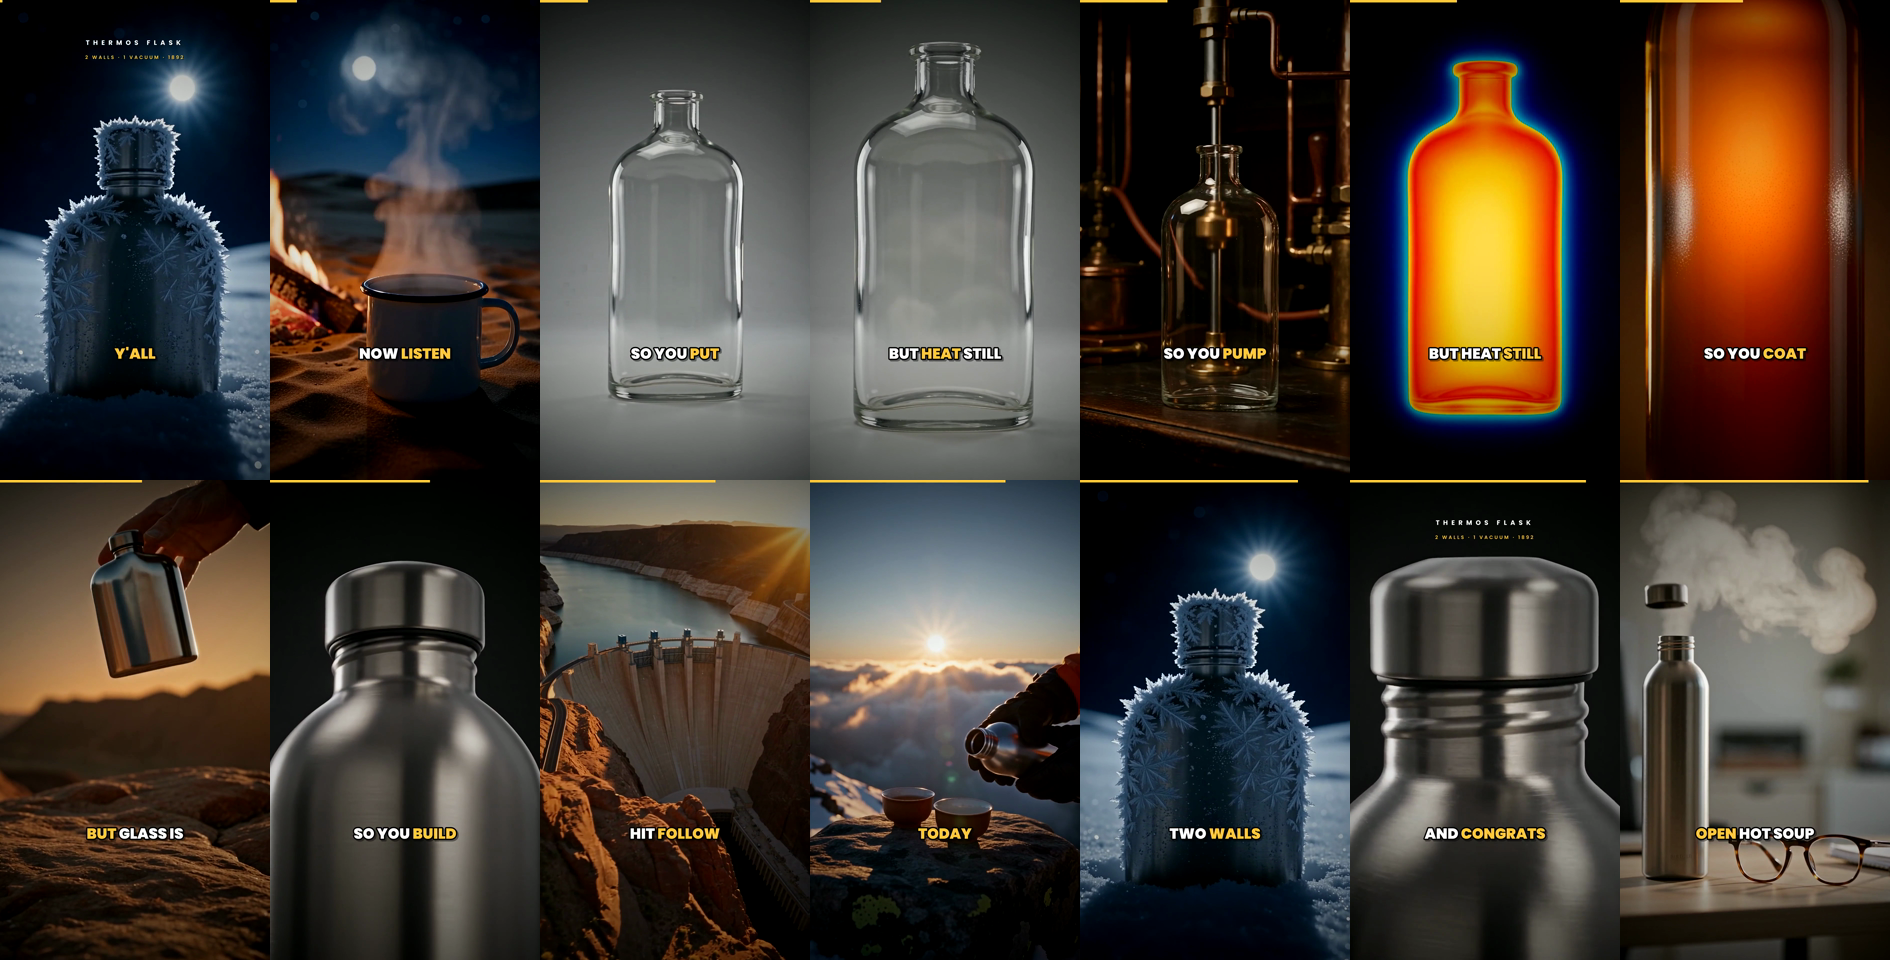 THERMOS FLASK
2 WALLS · 1 VACUUM · 1892
Y'ALL
NOW LISTEN
SO YOU PUT
BUT HEAT STILL
SO YOU PUMP
BUT HEAT STILL
SO YOU COAT
BUT GLASS IS
SO YOU BUILD
HIT FOLLOW
TODAY
TWO WALLS
THERMOS FLASK
2 WALLS · 1 VACUUM · 1892
AND CONGRATS
OPEN HOT SOUP